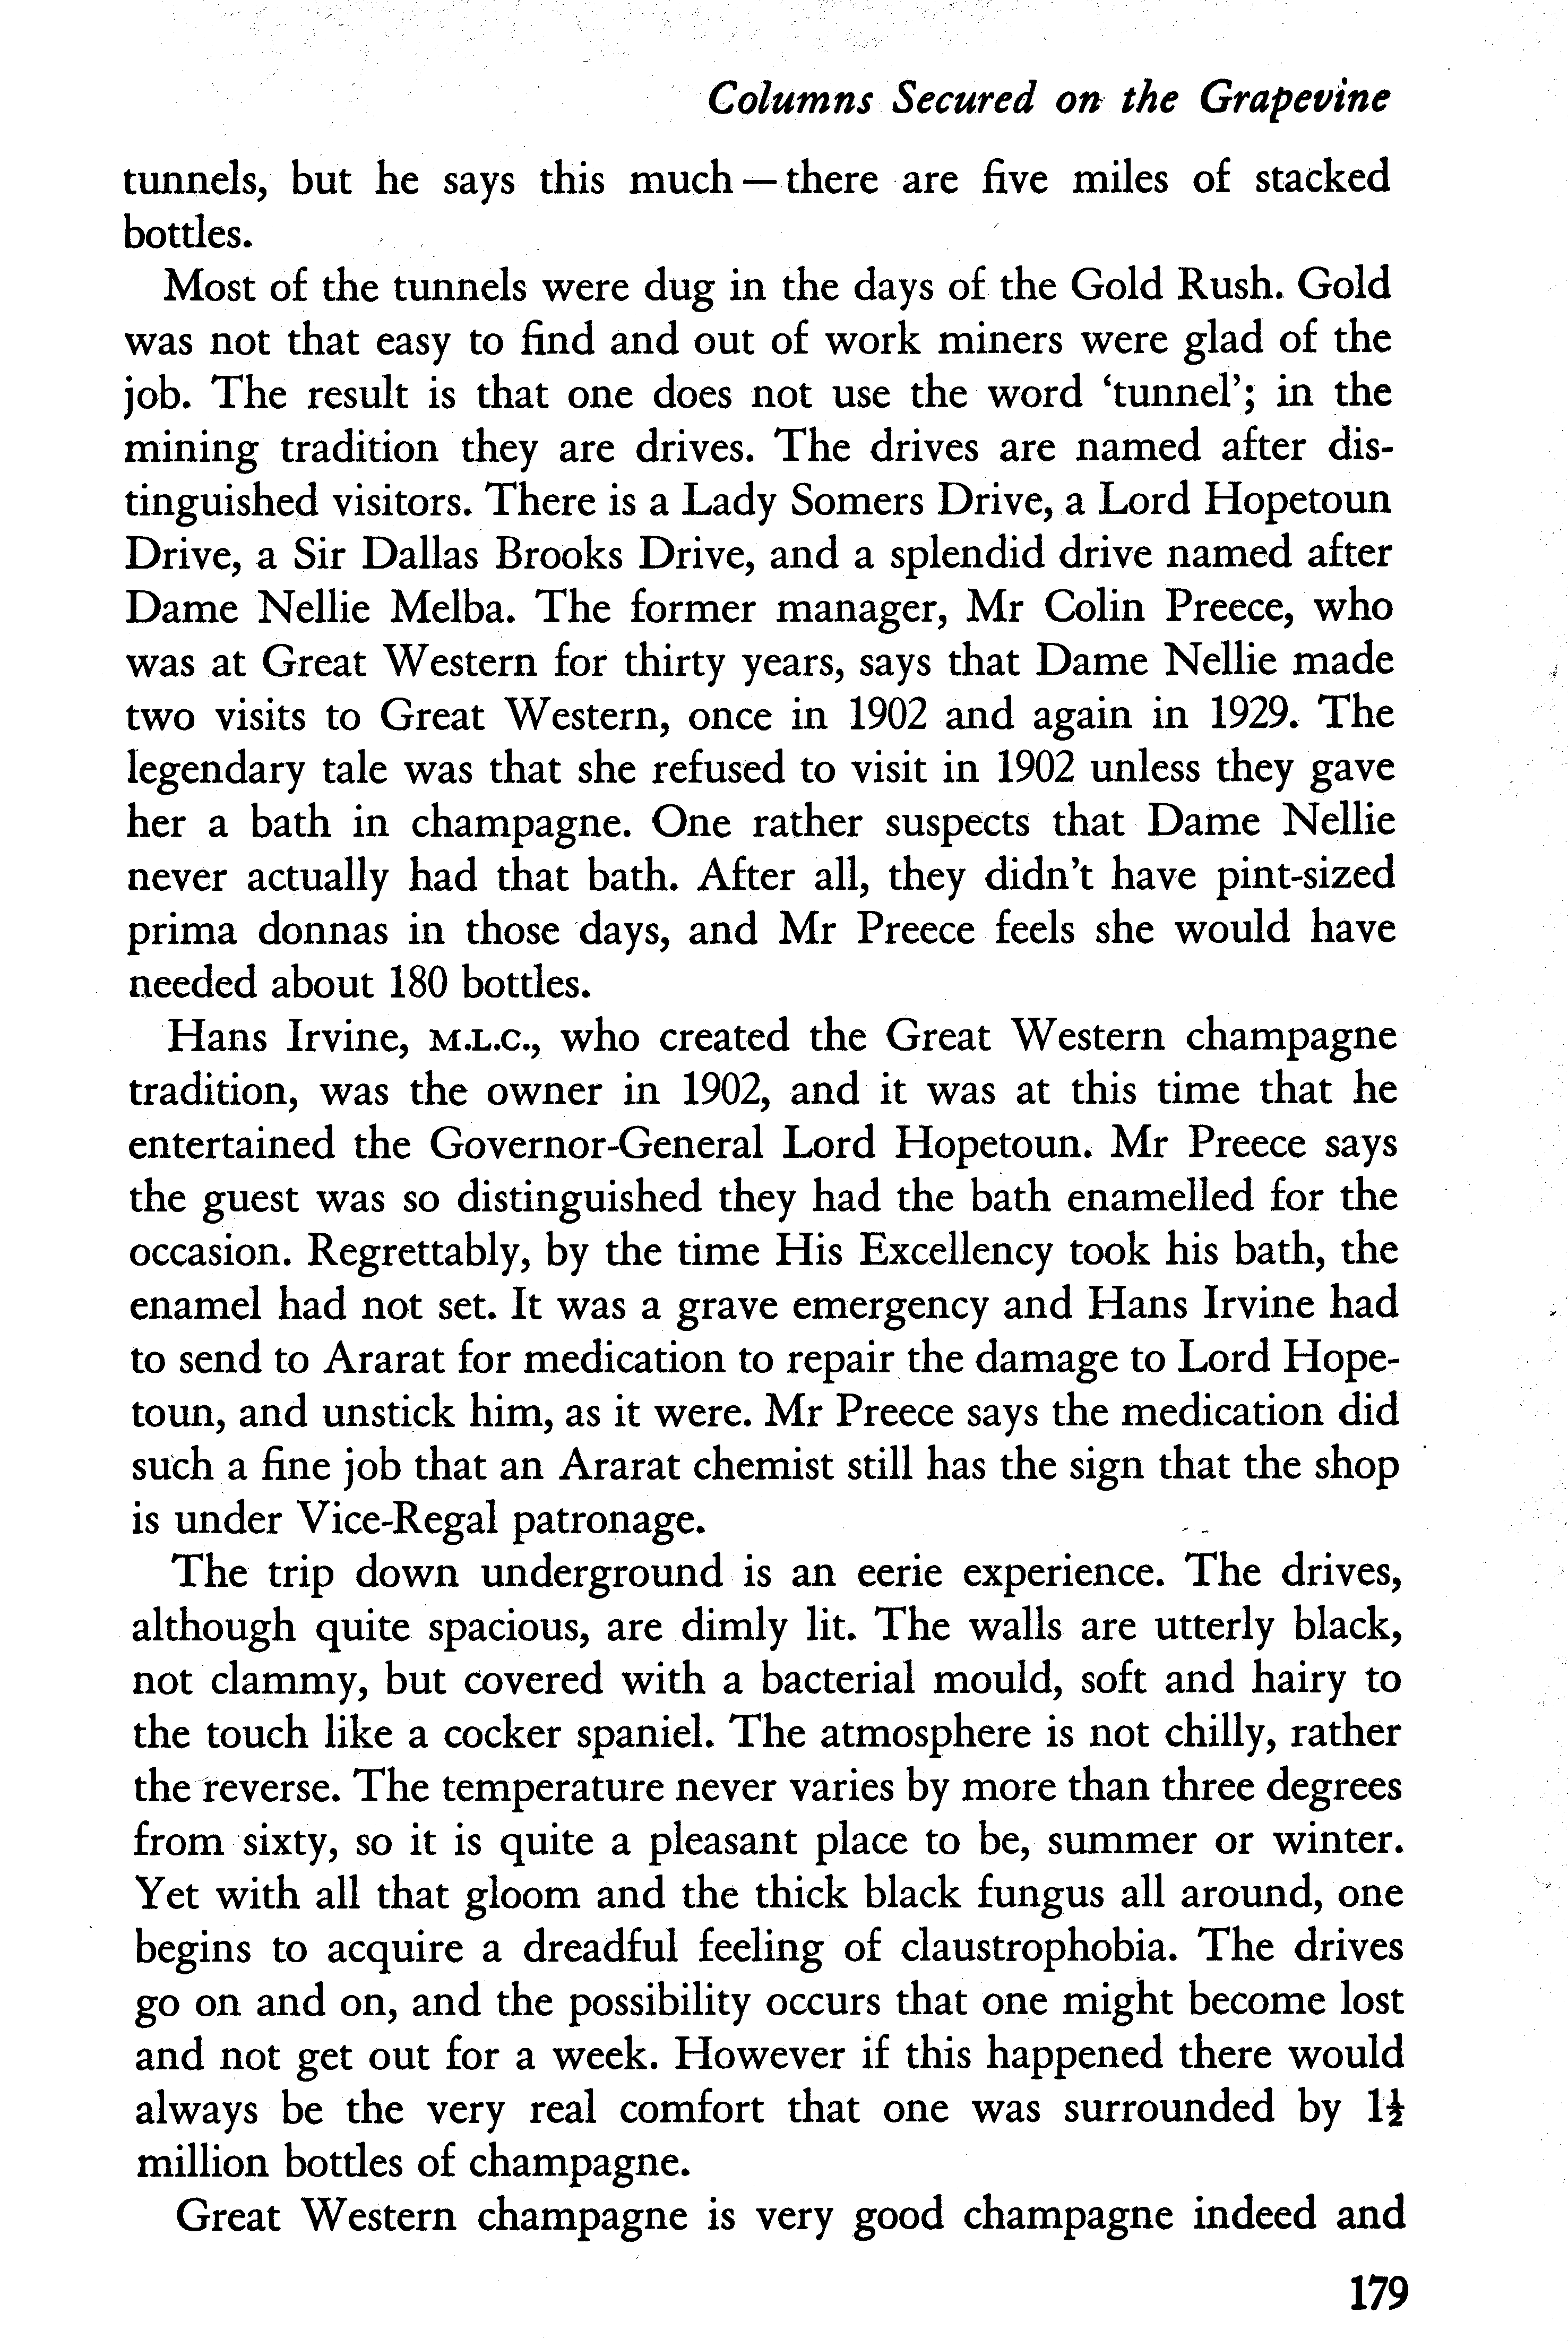 Columns Secured on the Grapevine
tunnels, but he says this much — there are five miles of stacked
bottles.
Most of the tunnels were dug in the days of the Gold Rush. Gold
was not that easy to find and out of work miners were glad of the
job. The result is that one does not use the word ‘tunnel’; in the
mining tradition they are drives. The drives are named after dis-
tinguished visitors. There is a Lady Somers Drive, a Lord Hopetoun
Drive, a Sir Dallas Brooks Drive, and a splendid drive named after
Dame Nellie Melba. The former manager, Mr Colin Preece, who
was at Great Western for thirty years, says that Dame Nellie made
two visits to Great Western, once in 1902 and again in 1929. The
legendary tale was that she refused to visit in 1902 unless they gave
her a bath in champagne. One rather suspects that Dame Nellie
never actually had that bath. After all, they didn’t have pint-sized
prima donnas in those days, and Mr Preece feels she would have
needed about 180 bottles.
Hans Irvine, M.L.C., who created the Great Western champagne
tradition, was the owner in 1902, and it was at this time that he
entertained the Governor-General Lord Hopetoun. Mr Preece says
the guest was so distinguished they had the bath enamelled for the
occasion. Regrettably, by the time His Excellency took his bath, the
enamel had not set. It was a grave emergency and Hans Irvine had
to send to Ararat for medication to repair the damage to Lord Hope-
toun, and unstick him, as it were. Mr Preece says the medication did
such a fine job that an Ararat chemist still has the sign that the shop
is under Vice-Regal patronage.
The trip down underground is an eerie experience. The drives,
although quite spacious, are dimly lit. The walls are utterly black,
not clammy, but covered with a bacterial mould, soft and hairy to
the touch like a cocker spaniel. The atmosphere is not chilly, rather
the reverse. The temperature never varies by more than three degrees
from sixty, so it is quite a pleasant place to be, summer or winter.
Yet with all that gloom and the thick black fungus all around, one
begins to acquire a dreadful feeling of claustrophobia. The drives
go on and on, and the possibility occurs that one might become lost
and not get out for a week. However if this happened there would
always be the very real comfort that one was surrounded by 1½
million bottles of champagne.
Great Western champagne is very good champagne indeed and
179